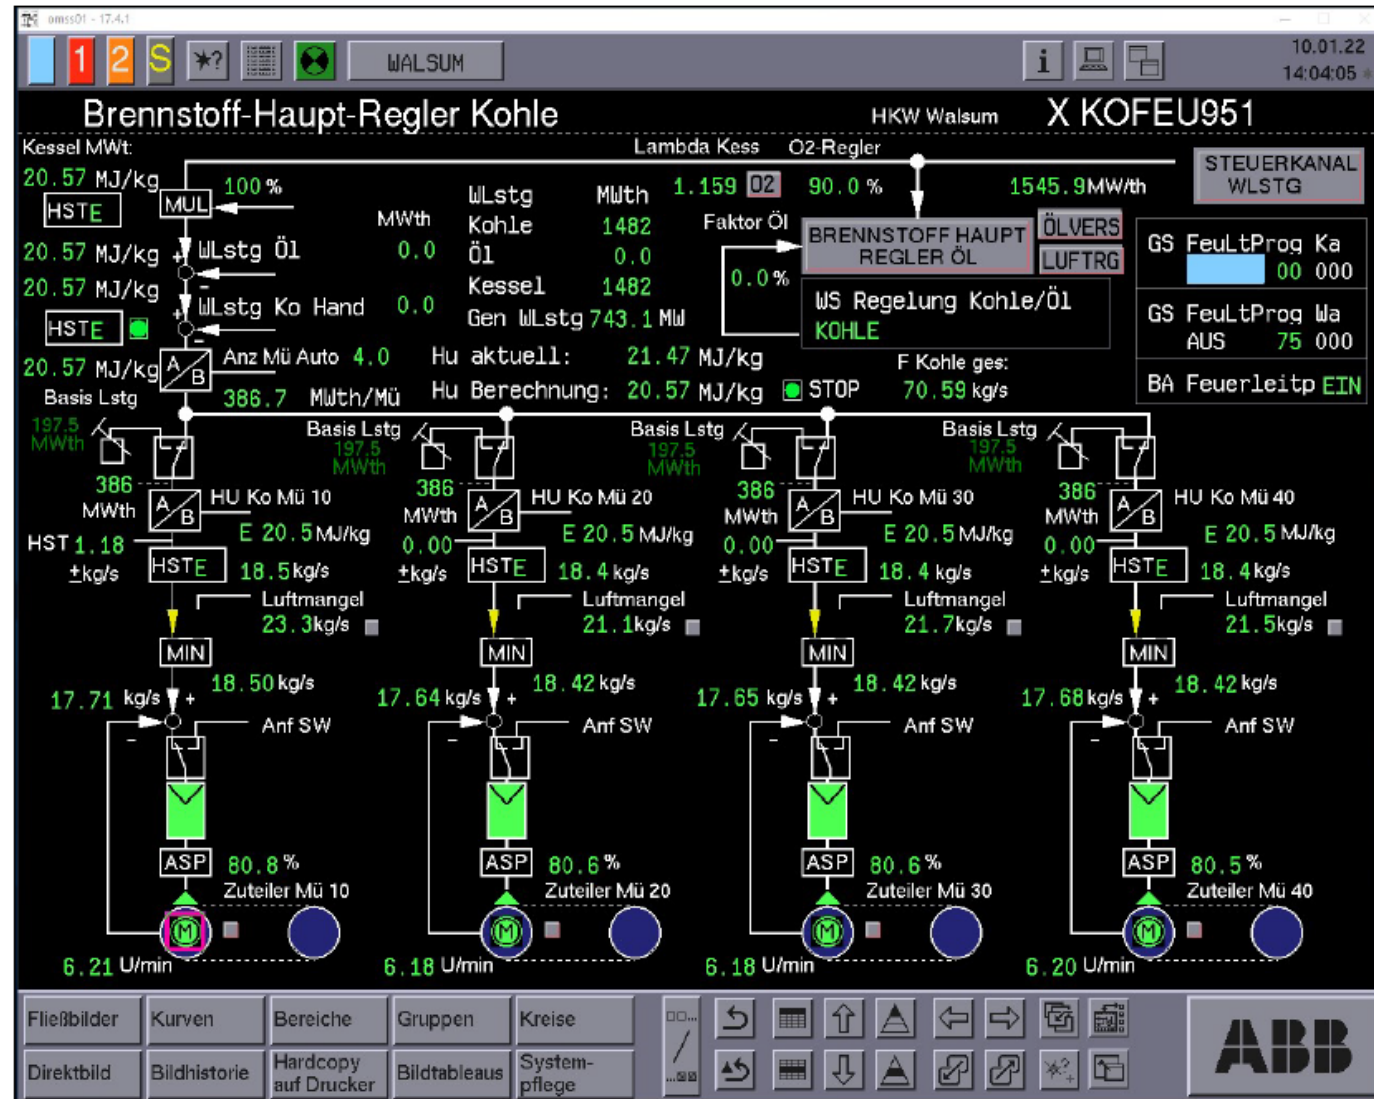 omss01 - 17.4.1
1 2 S *? WALSUM i 10.01.22
14:04:05
Brennstoff-Haupt-Regler Kohle HKW Walsum X KOFEU951
Kessel MWt: Lambda Kess O2-Regler
20.57 MJ/kg 100 % WLstg MWth 1.159 O2 90.0 % 1545.9 MW/th STEUERKANAL
WLSTG
HSTE MUL MWth Kohle 1482 Faktor Öl BRENNSTOFF HAUPT
REGLER ÖL ÖLVERS
LUFTRG
20.57 MJ/kg + WLstg Öl 0.0 Öl 0.0 0.0 % GS FeuLtProg Ka
00 000
20.57 MJ/kg - Kessel 1482 WS Regelung Kohle/Öl
KOHLE
HSTE + WLstg Ko Hand 0.0 Gen WLstg 743.1 MW GS FeuLtProg Wa
AUS 75 000
-
20.57 MJ/kg A/B Anz Mü Auto 4.0 Hu aktuell: 21.47 MJ/kg F Kohle ges:
Basis Lstg 386.7 MWth/Mü Hu Berechnung: 20.57 MJ/kg STOP 70.59 kg/s BA Feuerleitp EIN
197.5
MWth Basis Lstg
197.5
MWth Basis Lstg
197.5
MWth Basis Lstg
197.5
MWth
386
MWth A/B HU Ko Mü 10 386
MWth A/B HU Ko Mü 20 386
MWth A/B HU Ko Mü 30 386
MWth A/B HU Ko Mü 40
E 20.5 MJ/kg E 20.5 MJ/kg E 20.5 MJ/kg E 20.5 MJ/kg
HST 1.18
±kg/s HSTE 18.5 kg/s 0.00
±kg/s HSTE 18.4 kg/s 0.00
±kg/s HSTE 18.4 kg/s 0.00
±kg/s HSTE 18.4 kg/s
Luftmangel Luftmangel Luftmangel Luftmangel
23.3 kg/s 21.1 kg/s 21.7 kg/s 21.5 kg/s
MIN MIN MIN MIN
17.71 kg/s + 18.50 kg/s 17.64 kg/s + 18.42 kg/s 17.65 kg/s + 18.42 kg/s 17.68 kg/s + 18.42 kg/s
- Anf SW - Anf SW - Anf SW - Anf SW
ASP 80.8 % ASP 80.6 % ASP 80.6 % ASP 80.5 %
Zuteiler Mü 10 Zuteiler Mü 20 Zuteiler Mü 30 Zuteiler Mü 40
M M M M
6.21 U/min 6.18 U/min 6.18 U/min 6.20 U/min
Fließbilder Kurven Bereiche Gruppen Kreise
Direktbild Bildhistorie Hardcopy
auf Drucker Bildtableaus System-
pflege
ABB